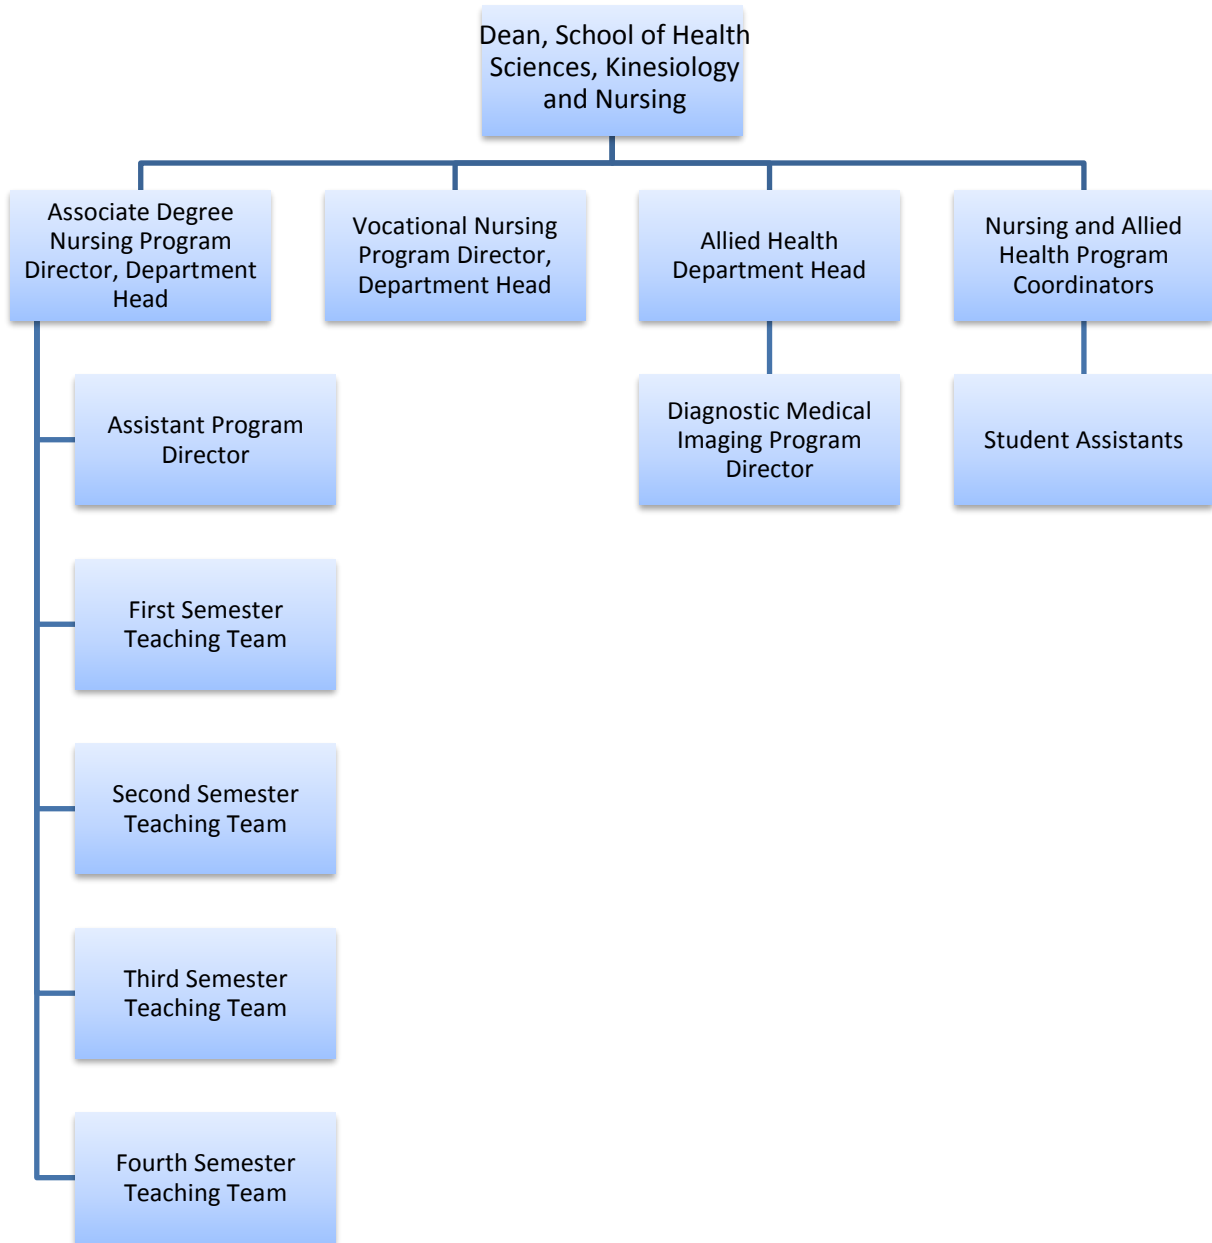 Dean, School of Health
Sciences, Kinesiology
and Nursing
Associate Degree
Nursing Program
Director, Department
Head
Vocational Nursing
Program Director,
Department Head
Allied Health
Department Head
Nursing and Allied
Health Program
Coordinators
Assistant Program
Director
Diagnostic Medical
Imaging Program
Director
Student Assistants
First Semester
Teaching Team
Second Semester
Teaching Team
Third Semester
Teaching Team
Fourth Semester
Teaching Team